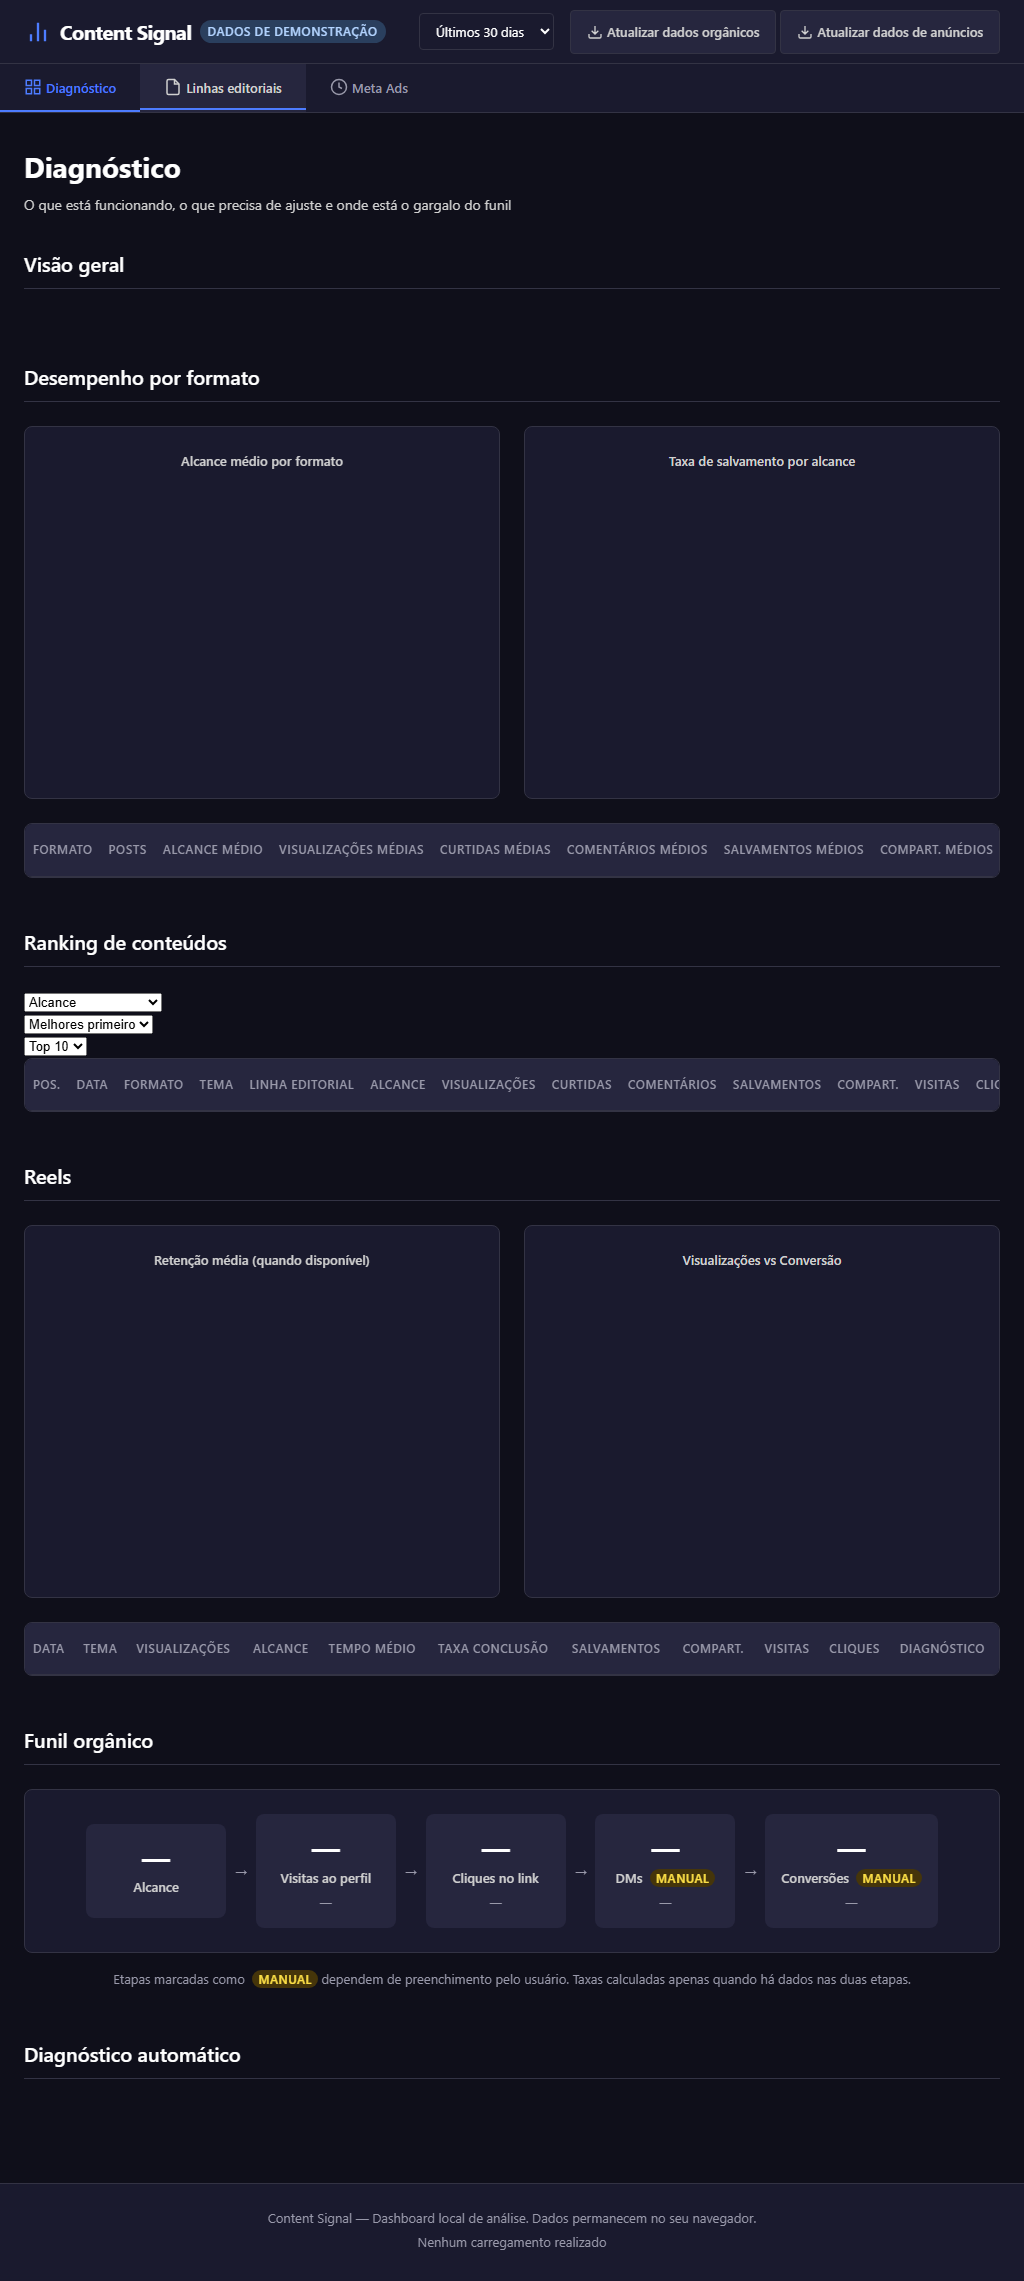 Content Signal DADOS DE DEMONSTRAÇÃO Últimos 30 dias Atualizar dados orgânicos Atualizar dados de anúncios
Diagnóstico Linhas editoriais Meta Ads
Diagnóstico
O que está funcionando, o que precisa de ajuste e onde está o gargalo do funil
Visão geral
Desempenho por formato
Alcance médio por formato Taxa de salvamento por alcance
FORMATO POSTS ALCANCE MÉDIO VISUALIZAÇÕES MÉDIAS CURTIDAS MÉDIAS COMENTÁRIOS MÉDIOS SALVAMENTOS MÉDIOS COMPART. MÉDIOS
Ranking de conteúdos
Alcance
Melhores primeiro
Top 10
POS. DATA FORMATO TEMA LINHA EDITORIAL ALCANCE VISUALIZAÇÕES CURTIDAS COMENTÁRIOS SALVAMENTOS COMPART. VISITAS
Reels
Retenção média (quando disponível) Visualizações vs Conversão
DATA TEMA VISUALIZAÇÕES ALCANCE TEMPO MÉDIO TAXA CONCLUSÃO SALVAMENTOS COMPART. VISITAS CLIQUES DIAGNÓSTICO
Funil orgânico
— — — — —
Alcance → Visitas ao perfil → Cliques no link → DMs MANUAL → Conversões MANUAL
— — — —
Etapas marcadas como MANUAL dependem de preenchimento pelo usuário. Taxas calculadas apenas quando há dados nas duas etapas.
Diagnóstico automático
Content Signal — Dashboard local de análise. Dados permanecem no seu navegador.
Nenhum carregamento realizado